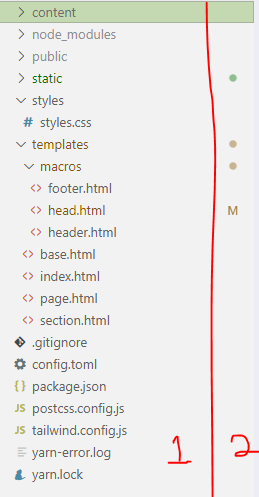 content
node_modules
public
static
styles
# styles.css
templates
macros
<> footer.html
<> head.html M
<> header.html
<> base.html
<> index.html
<> page.html
<> section.html
.gitignore
config.toml
{} package.json
JS postcss.config.js
JS tailwind.config.js
yarn-error.log
yarn.lock
1 2